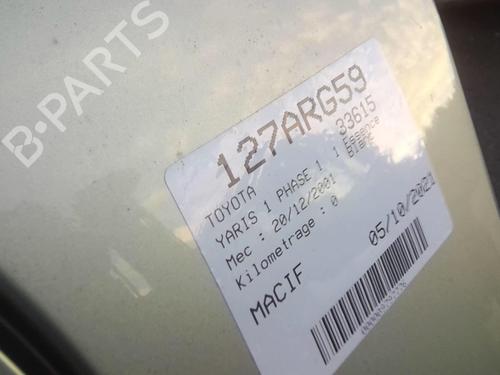 B-PARTS
127ARG59
33615
TOYOTA
YARIS 1 PHASE 1 1 Essence
Mec : 20/12/2001
Kilometrage : 0
MACIF
05/10/2021